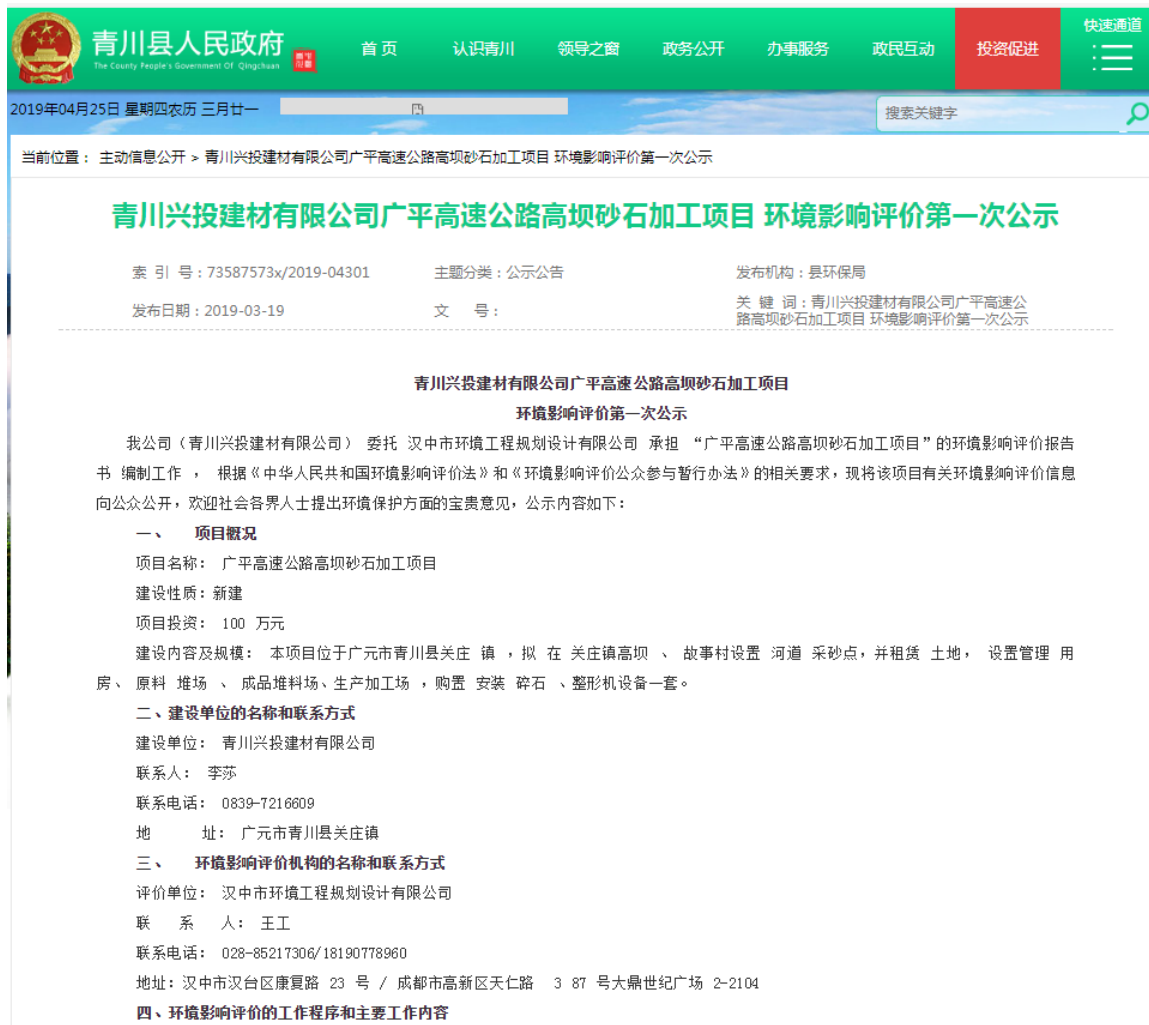 青川县人民政府
The County People's Government Of Qingchuan
首 页 认识青川 领导之窗 政务公开 办事服务 政民互动 投资促进 快速通道
2019年04月25日 星期四农历 三月廿一
搜索关键字
当前位置： 主动信息公开 > 青川兴投建材有限公司广平高速公路高坝砂石加工项目 环境影响评价第一次公示
青川兴投建材有限公司广平高速公路高坝砂石加工项目 环境影响评价第一次公示
索 引 号：73587573x/2019-04301 主题分类：公示公告 发布机构：县环保局
发布日期：2019-03-19 文 号： 关 键 词：青川兴投建材有限公司广平高速公
路高坝砂石加工项目 环境影响评价第一次公示
青川兴投建材有限公司广平高速公路高坝砂石加工项目
环境影响评价第一次公示
我公司（青川兴投建材有限公司） 委托 汉中市环境工程规划设计有限公司 承担 “广平高速公路高坝砂石加工项目”的环境影响评价报告
书 编制工作 ， 根据《中华人民共和国环境影响评价法》和《环境影响评价公众参与暂行办法》的相关要求，现将该项目有关环境影响评价信息
向公众公开，欢迎社会各界人士提出环境保护方面的宝贵意见，公示内容如下：
一、 项目概况
项目名称： 广平高速公路高坝砂石加工项目
建设性质：新建
项目投资： 100 万元
建设内容及规模： 本项目位于广元市青川县关庄 镇 ，拟 在 关庄镇高坝 、 故事村设置 河道 采砂点，并租赁 土地， 设置管理 用
房、 原料 堆场 、 成品堆料场、生产加工场 ，购置 安装 碎石 、整形机设备一套。
二、建设单位的名称和联系方式
建设单位： 青川兴投建材有限公司
联系人： 李莎
联系电话： 0839-7216609
地 址： 广元市青川县关庄镇
三、 环境影响评价机构的名称和联系方式
评价单位： 汉中市环境工程规划设计有限公司
联 系 人： 王工
联系电话： 028-85217306/18190778960
地址：汉中市汉台区康复路 23 号 / 成都市高新区天仁路 3 87 号大鼎世纪广场 2-2104
四、环境影响评价的工作程序和主要工作内容